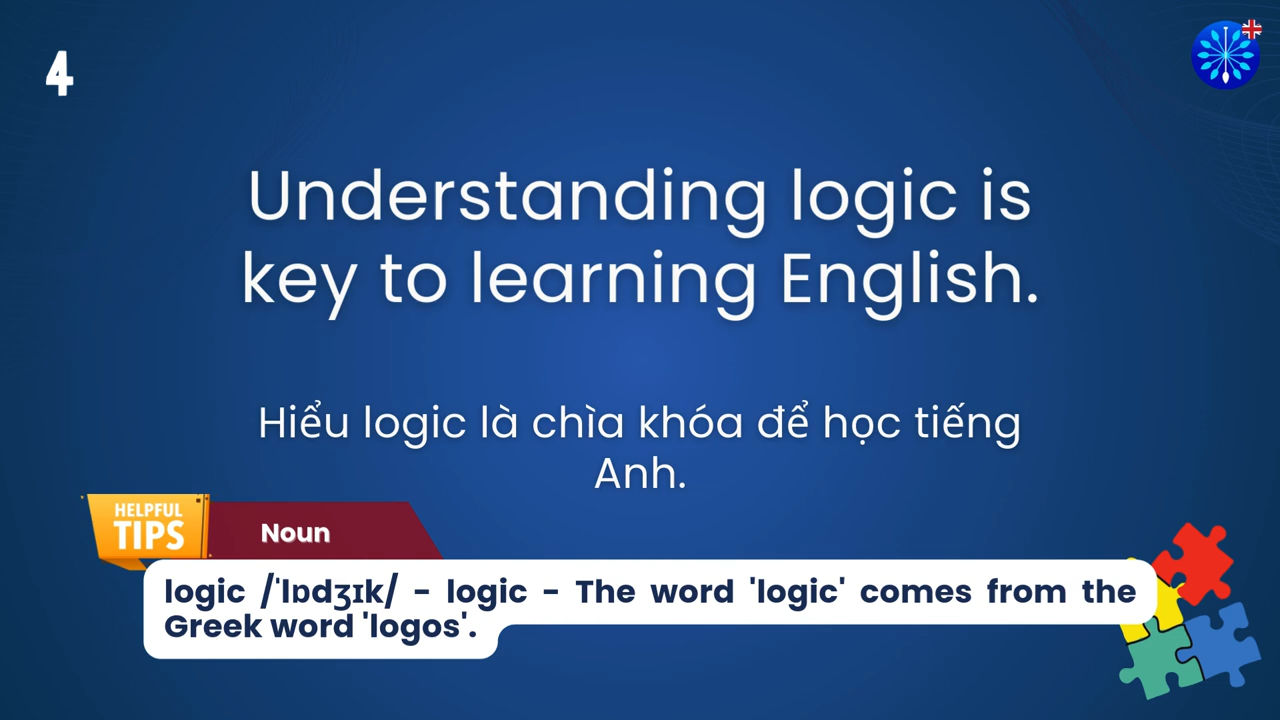 4
Understanding logic is
key to learning English.
Hiểu logic là chìa khóa để học tiếng
Anh.
HELPFUL
TIPS
Noun
logic /ˈlɒdʒɪk/ - logic - The word 'logic' comes from the
Greek word 'logos'.